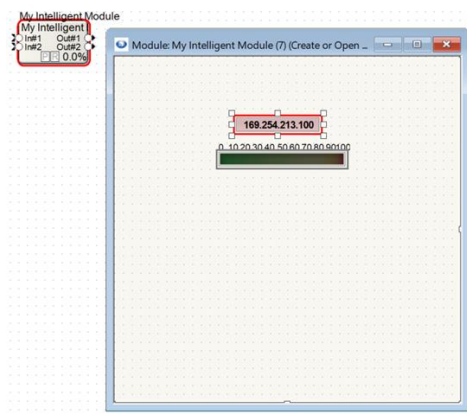 My Intelligent Module
My Intelligent
In#1 Out#1
In#2 Out#2
P R 0.0%
Module: My Intelligent Module (7) (Create or Open ...
169.254.213.100
0 10 20 30 40 50 60 70 80 90 100